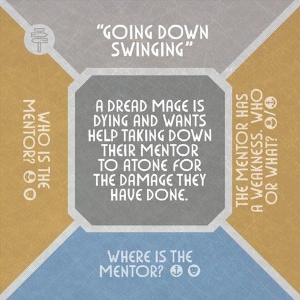 "GOING DOWN
SWINGING"
WHO IS THE
MENTOR?
A DREAD MAGE IS
DYING AND WANTS
HELP TAKING DOWN
THEIR MENTOR
TO ATONE FOR
THE DAMAGE THEY
HAVE DONE.
THE MENTOR HAS
A WEAKNESS. WHO
OR WHAT?
WHERE IS THE
MENTOR?